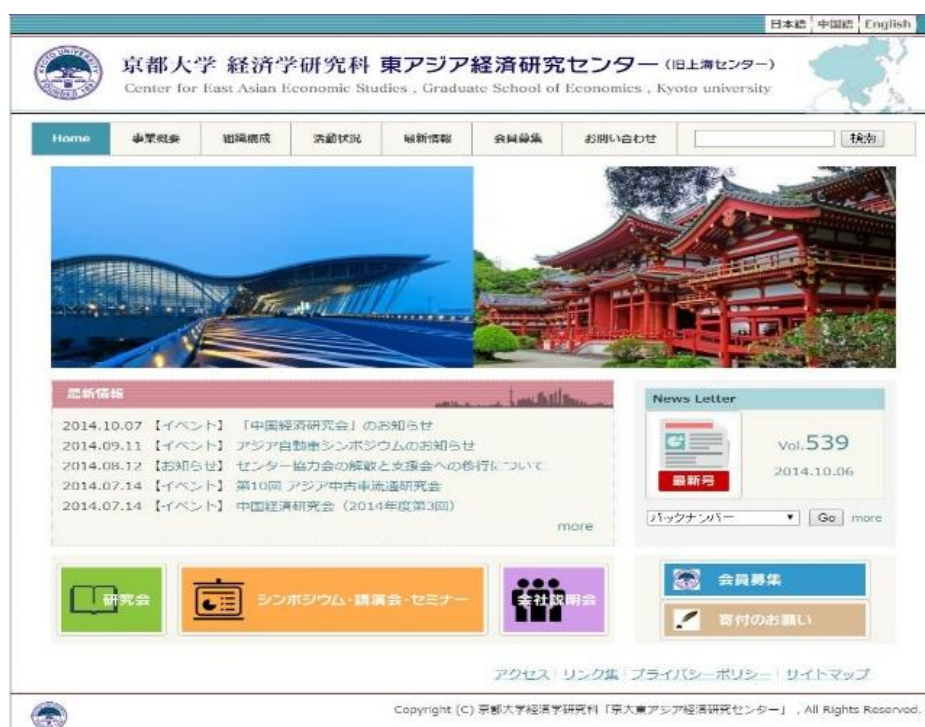 日本語 中国語 English
京都大学 経済学研究科 東アジア経済研究センター (旧上海センター)
Center for East Asian Economic Studies , Graduate School of Economics , Kyoto university
Home 事業概要 組織構成 活動状況 最新情報 会員募集 お問い合わせ 検索
最新情報
2014.10.07 【イベント】 「中国経済研究会」のお知らせ
2014.09.11 【イベント】 アジア自動車シンポジウムのお知らせ
2014.08.12 【お知らせ】 センター協力会の解散と支援会への移行について
2014.07.14 【イベント】 第10回 アジア中古車流通研究会
2014.07.14 【イベント】 中国経済研究会（2014年度第3回）
more
News Letter
Vol.539
2014.10.06
最新号
バックナンバー Go more
研究会
シンポジウム・講演会・セミナー
会社説明会
会員募集
寄付のお願い
アクセス リンク集 プライバシーポリシー サイトマップ
Copyright (C) 京都大学経済学研究科「京大東アジア経済研究センター」 , All Rights Reserved.